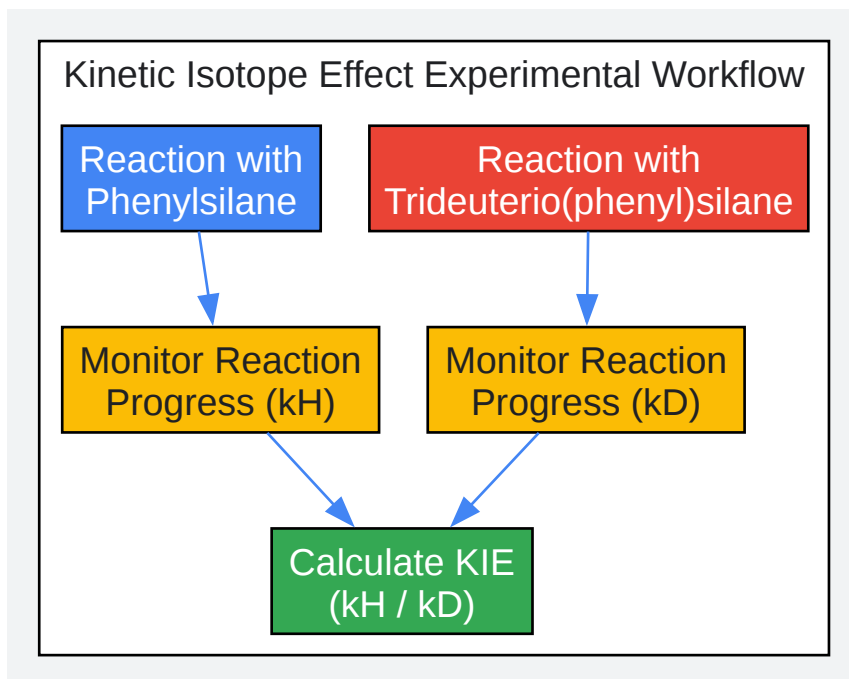 Kinetic Isotope Effect Experimental Workflow
Reaction with
Phenylsilane
Reaction with
Trideuterio(phenyl)silane
Monitor Reaction
Progress (kH)
Monitor Reaction
Progress (kD)
Calculate KIE
(kH / kD)